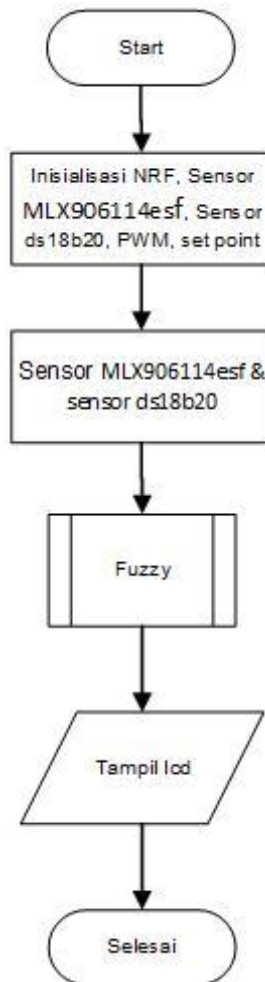 Start
Inisialisasi NRF, Sensor
MLX906114esf, Sensor
ds18b20, PWM, set point
Sensor MLX906114esf &
sensor ds18b20
Fuzzy
Tampil lcd
Selesai